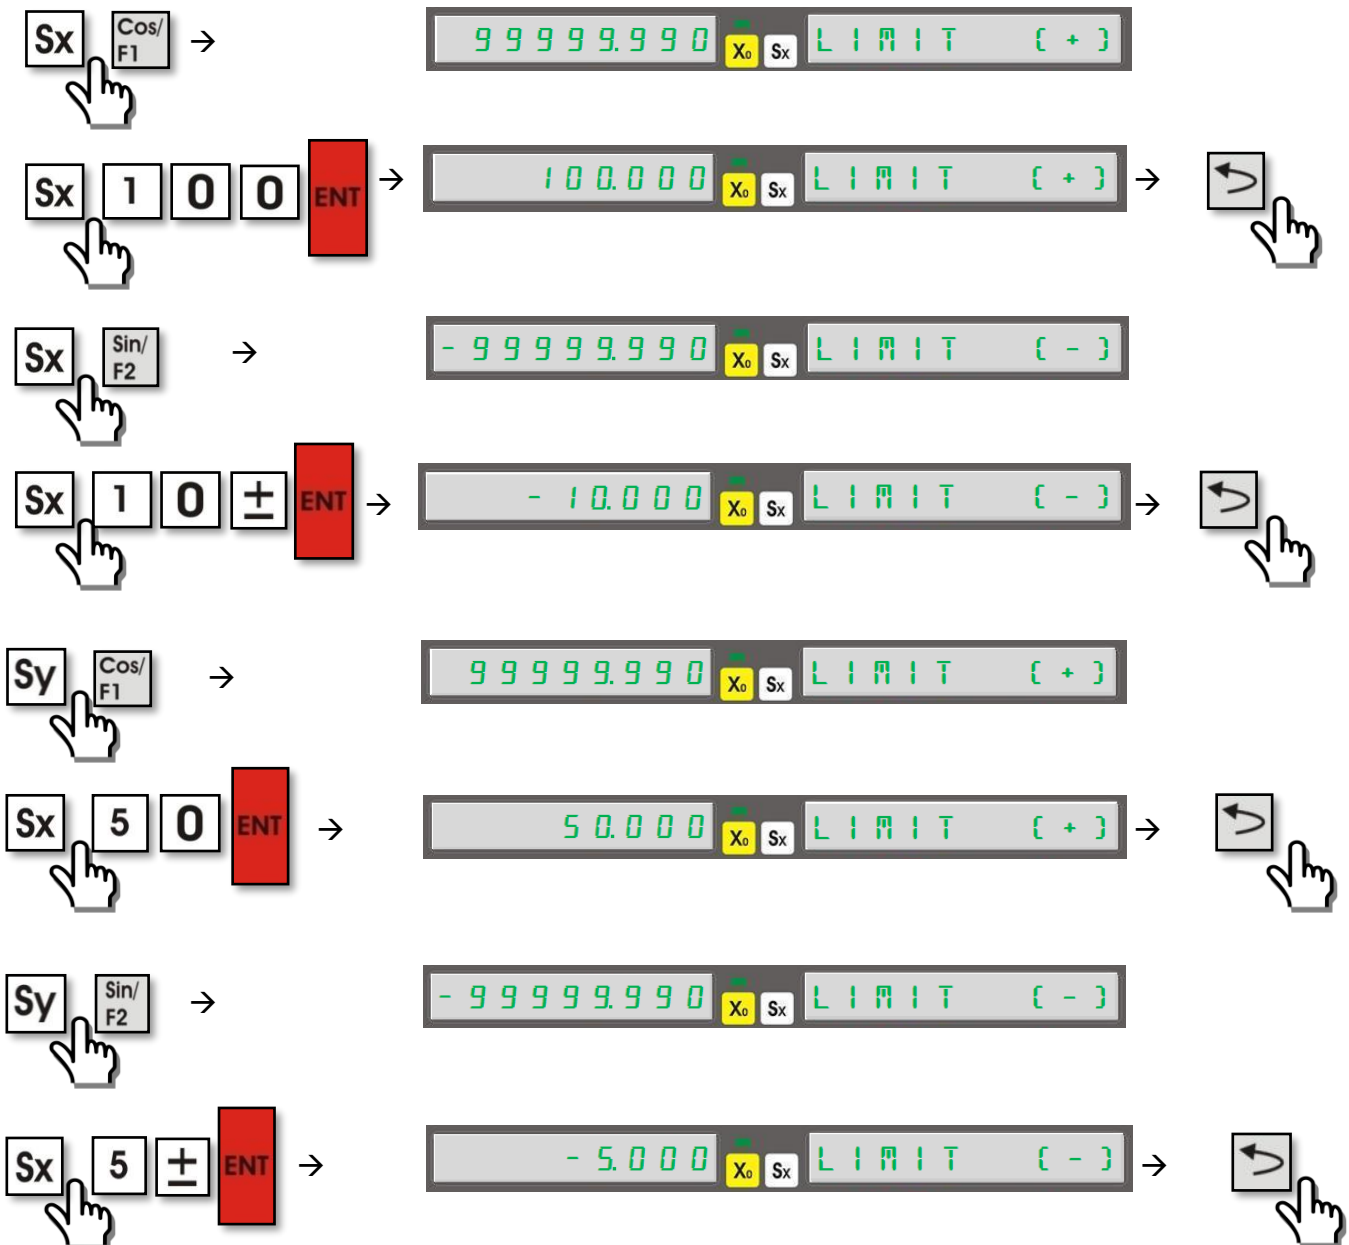 Sx Cos/ F1 → 99999.990 X₀ Sx LIMIT (+)
Sx 1 0 0 ENT → 100.000 X₀ Sx LIMIT (+) →
Sx Sin/ F2 → -99999.990 X₀ Sx LIMIT (-)
Sx 1 0 ± ENT → -10.000 X₀ Sx LIMIT (-) →
Sy Cos/ F1 → 99999.990 X₀ Sx LIMIT (+)
Sx 5 0 ENT → 50.000 X₀ Sx LIMIT (+) →
Sy Sin/ F2 → -99999.990 X₀ Sx LIMIT (-)
Sx 5 ± ENT → -5.000 X₀ Sx LIMIT (-) →